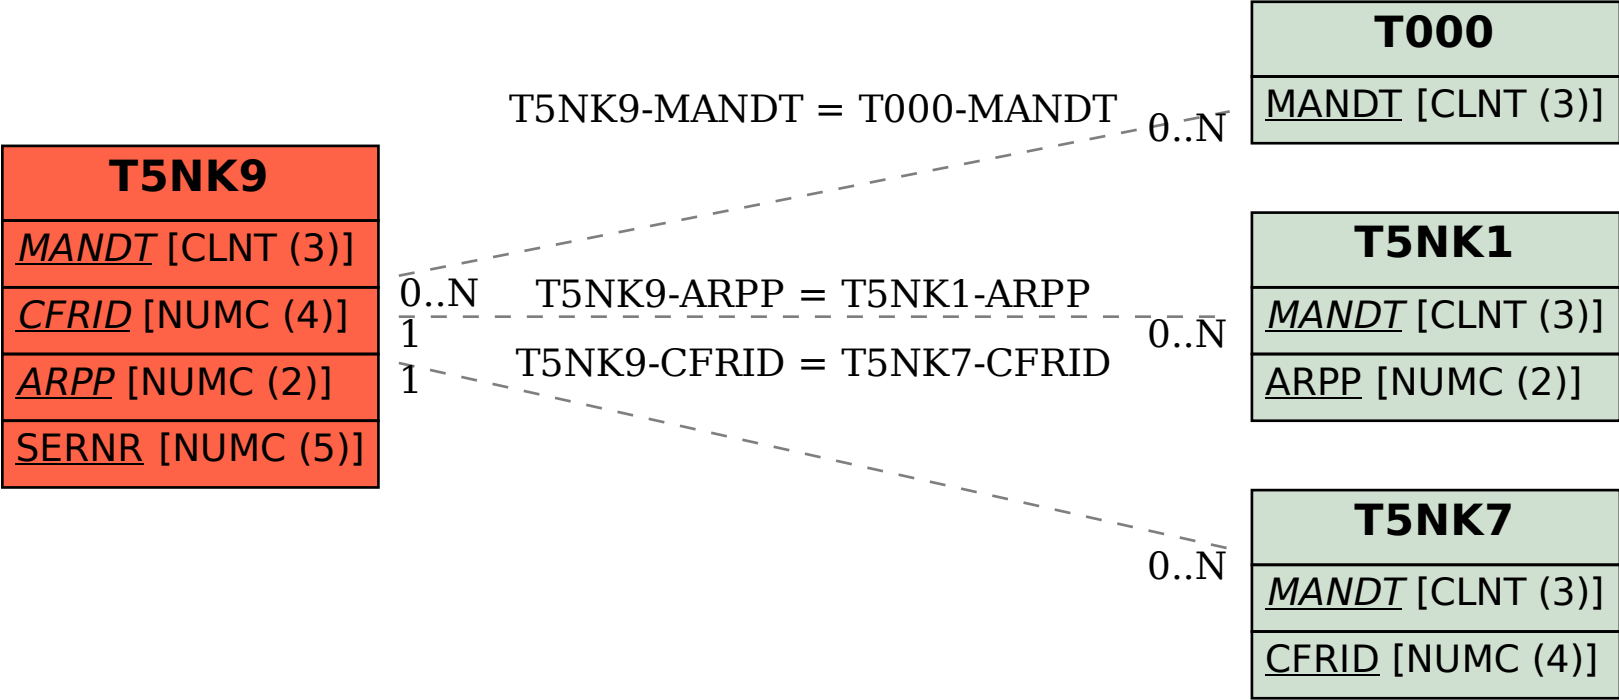 T5NK9
MANDT [CLNT (3)]
CFRID [NUMC (4)]
ARPP [NUMC (2)]
SERNR [NUMC (5)]
T5NK9-MANDT = T000-MANDT
0..N
0..N
T5NK9-ARPP = T5NK1-ARPP
1
0..N
T5NK9-CFRID = T5NK7-CFRID
1
0..N
T000
MANDT [CLNT (3)]
T5NK1
MANDT [CLNT (3)]
ARPP [NUMC (2)]
T5NK7
MANDT [CLNT (3)]
CFRID [NUMC (4)]